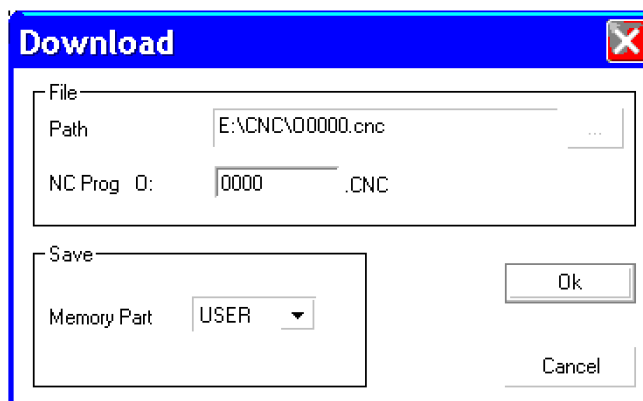 Download
File
Path E:\CNC\O0000.cnc ...
NC Prog O: 0000 .CNC
Save
Memory Part USER
Ok
Cancel